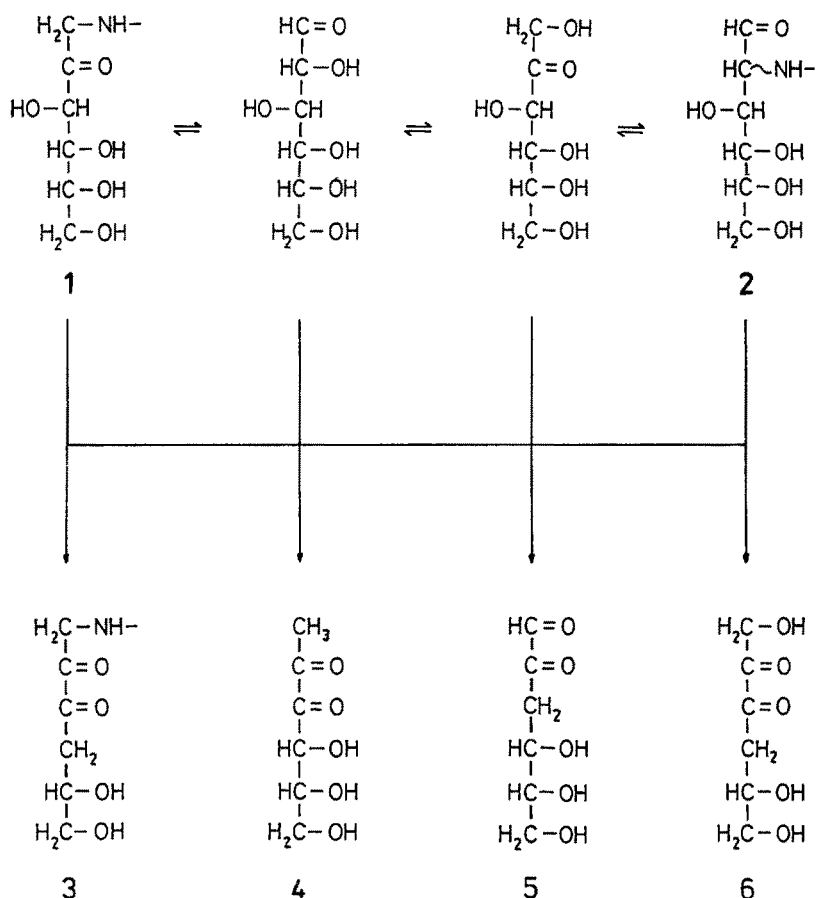 H₂C–NH– HC=O H₂C–OH HC=O
C=O HC–OH C=O HC~NH–
HO–CH HO–CH HO–CH HO–CH
⇌ ⇌ ⇌
HC–OH HC–OH HC–OH HC–OH
HC–OH HC–OH HC–OH HC–OH
H₂C–OH H₂C–OH H₂C–OH H₂C–OH
1 2
H₂C–NH– CH₃ HC=O H₂C–OH
C=O C=O C=O C=O
C=O C=O CH₂ C=O
CH₂ HC–OH HC–OH CH₂
HC–OH HC–OH HC–OH HC–OH
H₂C–OH H₂C–OH H₂C–OH H₂C–OH
3 4 5 6